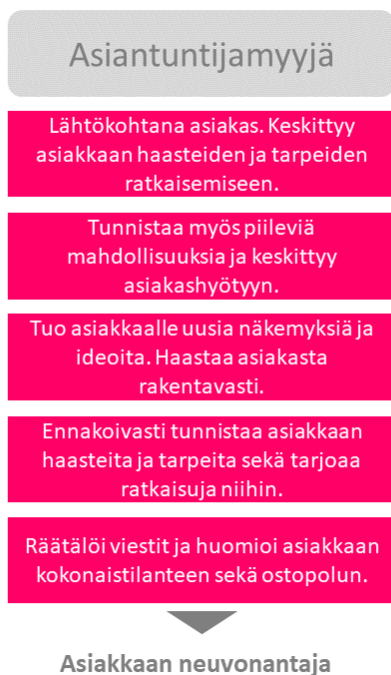 Asiantuntijamyyjä
Lähtökohtana asiakas. Keskittyy
asiakkaan haasteiden ja tarpeiden
ratkaisemiseen.
Tunnistaa myös piileviä
mahdollisuuksia ja keskittyy
asiakashyötyyn.
Tuo asiakkaalle uusia näkemyksiä ja
ideoita. Haastaa asiakasta
rakentavasti.
Ennakoivasti tunnistaa asiakkaan
haasteita ja tarpeita sekä tarjoaa
ratkaisuja niihin.
Räätälöi viestit ja huomioi asiakkaan
kokonaistilanteen sekä ostopolun.
Asiakkaan neuvonantaja